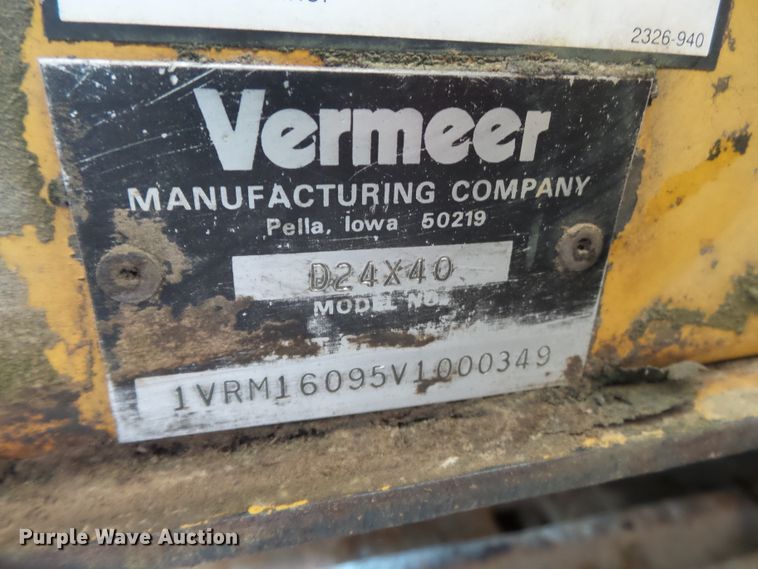 2326-940
Vermeer
MANUFACTURING COMPANY
Pella, Iowa 50219
D24X40
MODEL NO.
1VRM16095V1000349
Purple Wave Auction